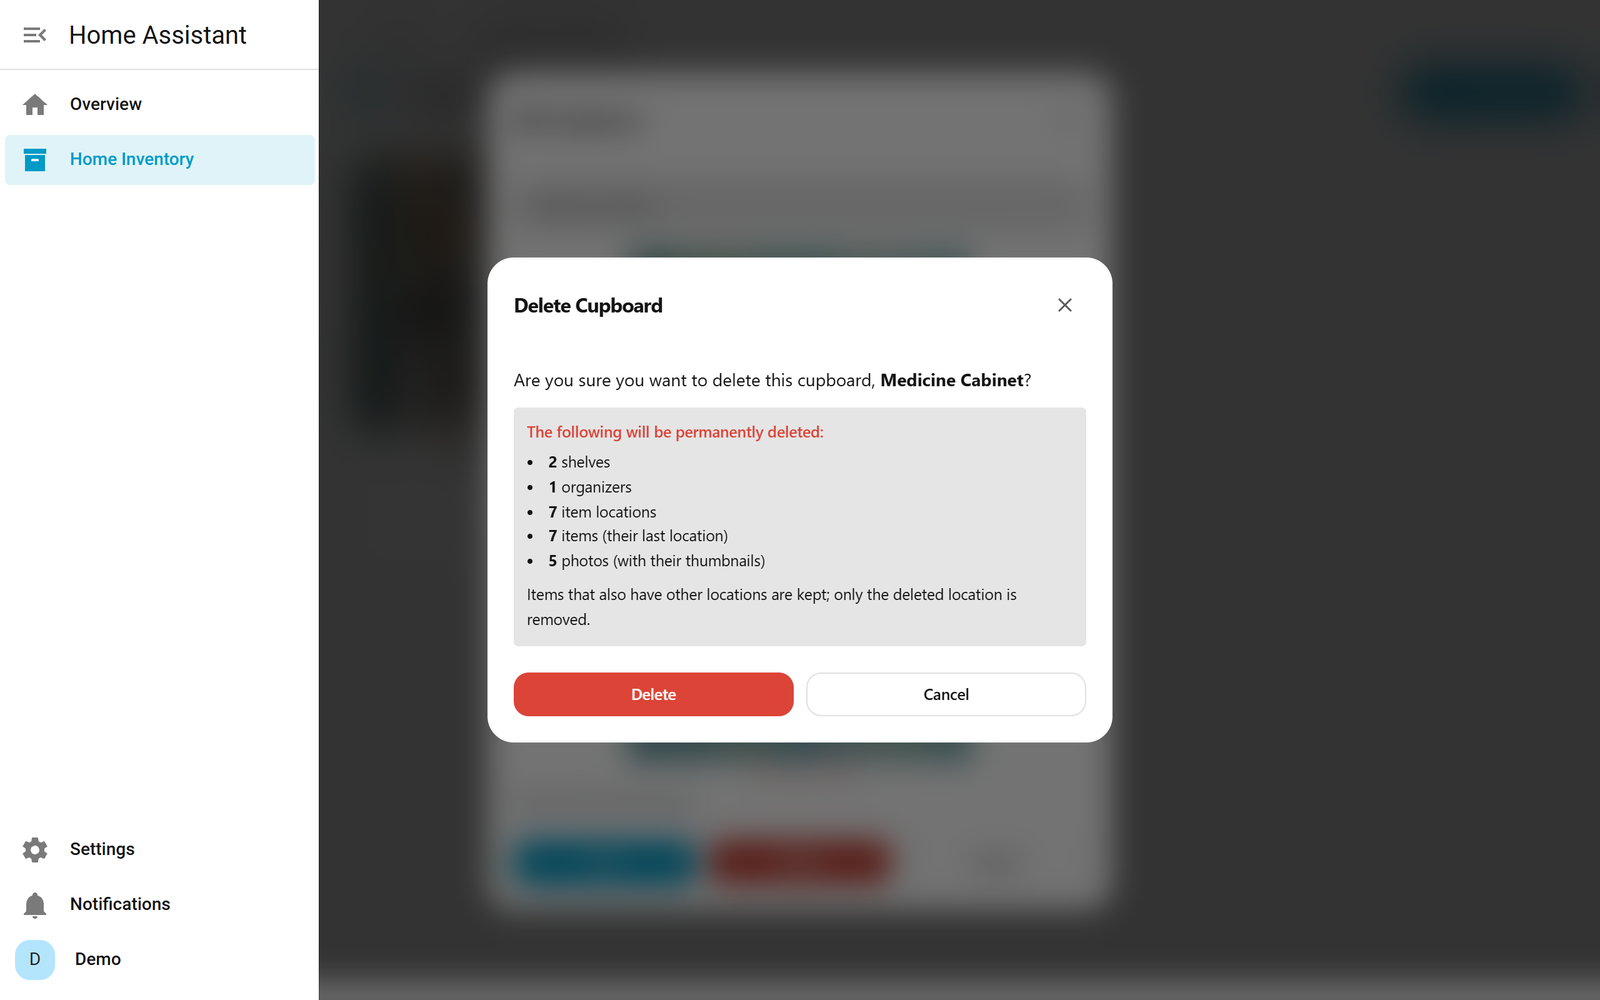 Home Assistant
Overview
Home Inventory
Delete Cupboard
Are you sure you want to delete this cupboard, Medicine Cabinet?
The following will be permanently deleted:
• 2 shelves
• 1 organizers
• 7 item locations
• 7 items (their last location)
• 5 photos (with their thumbnails)
Items that also have other locations are kept; only the deleted location is
removed.
Delete
Cancel
Settings
Notifications
D
Demo